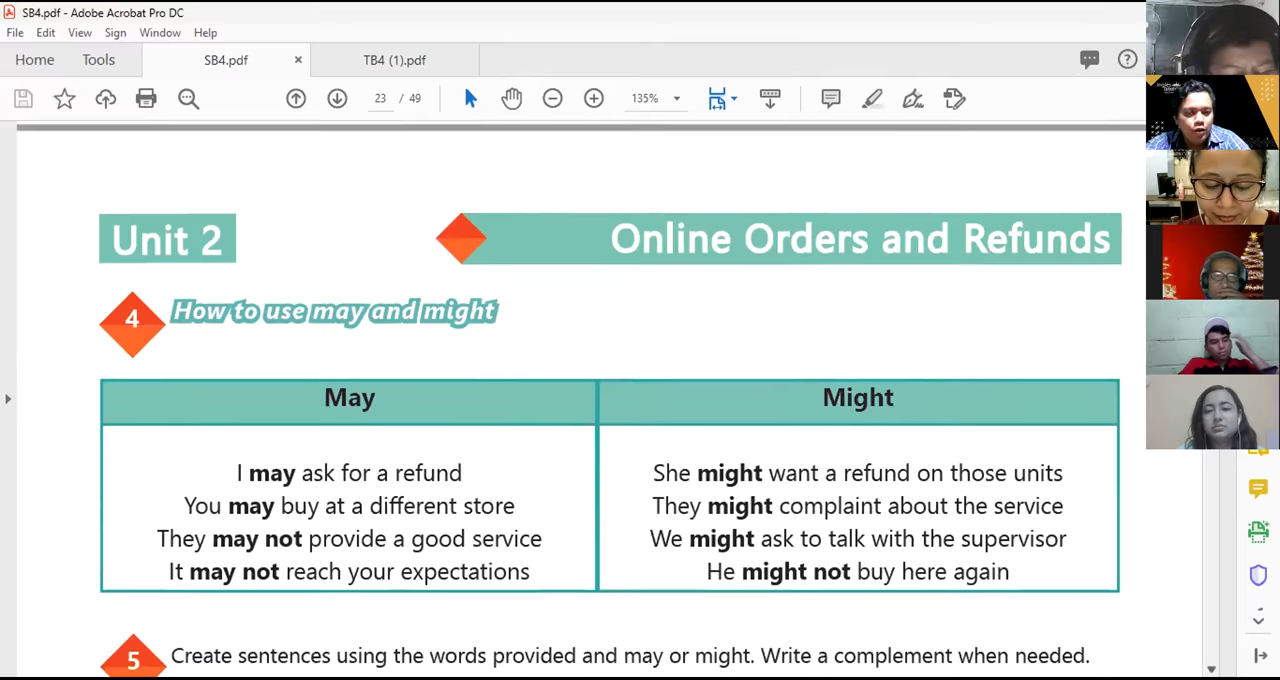 SB4.pdf - Adobe Acrobat Pro DC
File Edit View Sign Window Help
Home Tools SB4.pdf × TB4 (1).pdf
23 / 49 135%
Unit 2
Online Orders and Refunds
4 How to use may and might
May Might
I may ask for a refund
You may buy at a different store
They may not provide a good service
It may not reach your expectations
She might want a refund on those units
They might complaint about the service
We might ask to talk with the supervisor
He might not buy here again
5 Create sentences using the words provided and may or might. Write a complement when needed.